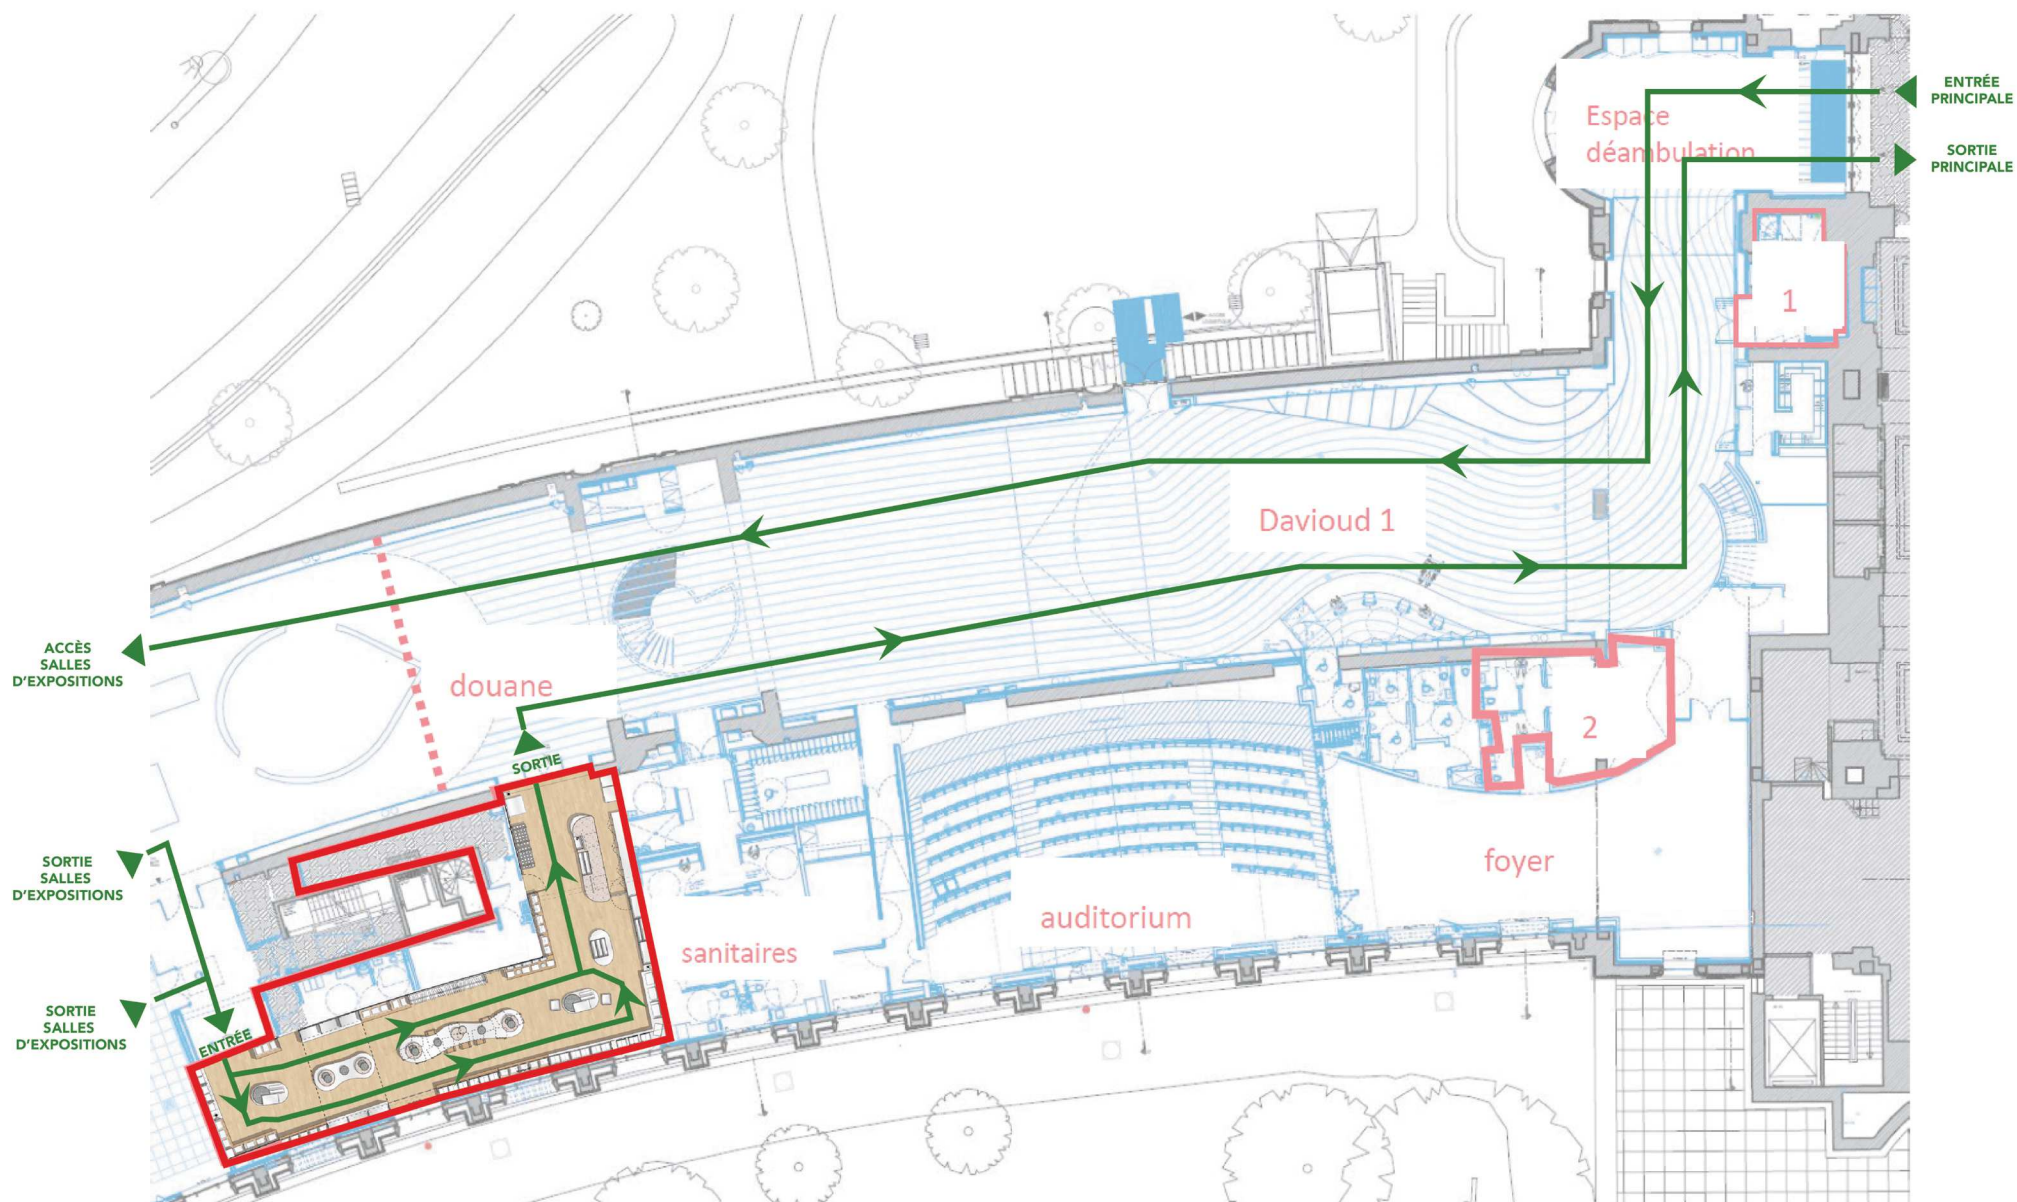 ENTRÉE
PRINCIPALE
Espace
déambulation
SORTIE
PRINCIPALE
1
Davioud 1
ACCÈS
SALLES
D'EXPOSITIONS
douane
2
SORTIE
SORTIE
SALLES
D'EXPOSITIONS
foyer
auditorium
sanitaires
SORTIE
SALLES
D'EXPOSITIONS
ENTRÉE